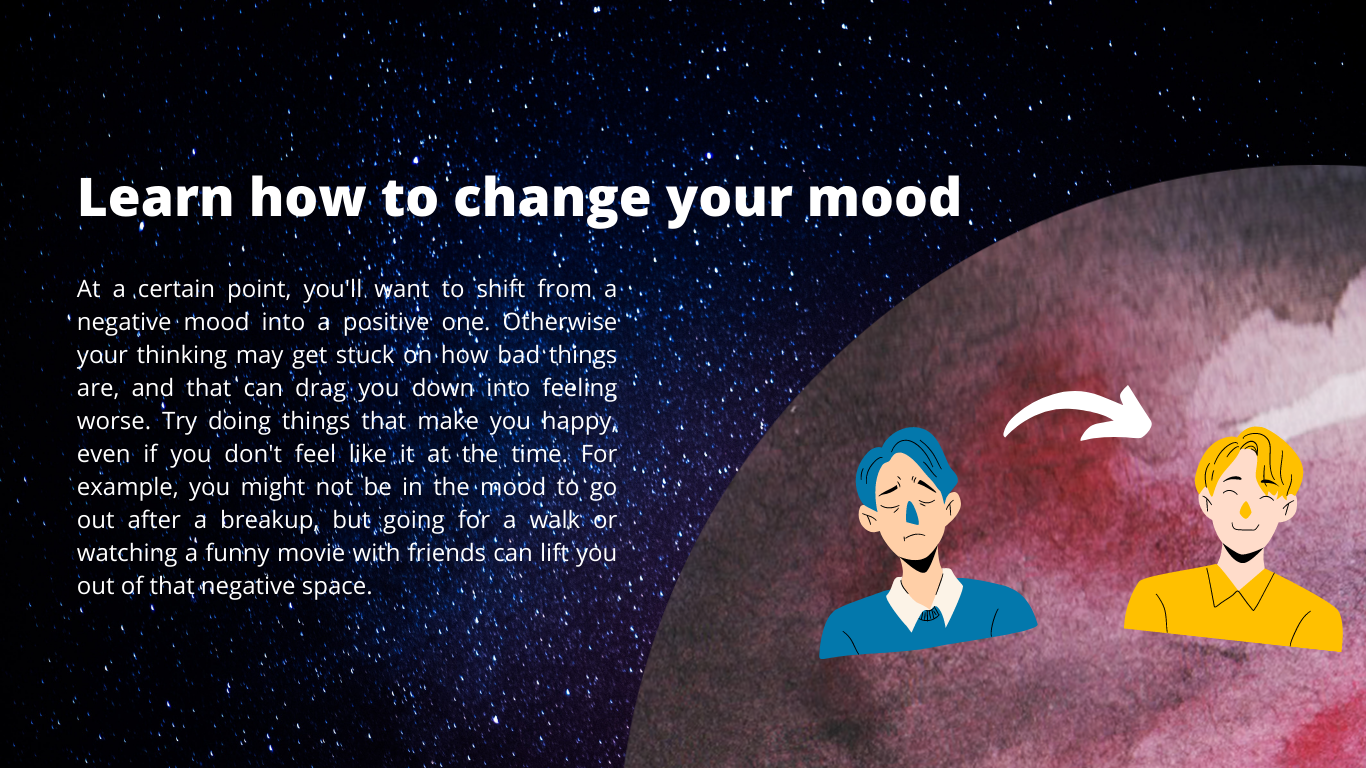 Learn how to change your mood
At a certain point, you'll want to shift from a
negative mood into a positive one. Otherwise
your thinking may get stuck on how bad things
are, and that can drag you down into feeling
worse. Try doing things that make you happy,
even if you don't feel like it at the time. For
example, you might not be in the mood to go
out after a breakup, but going for a walk or
watching a funny movie with friends can lift you
out of that negative space.